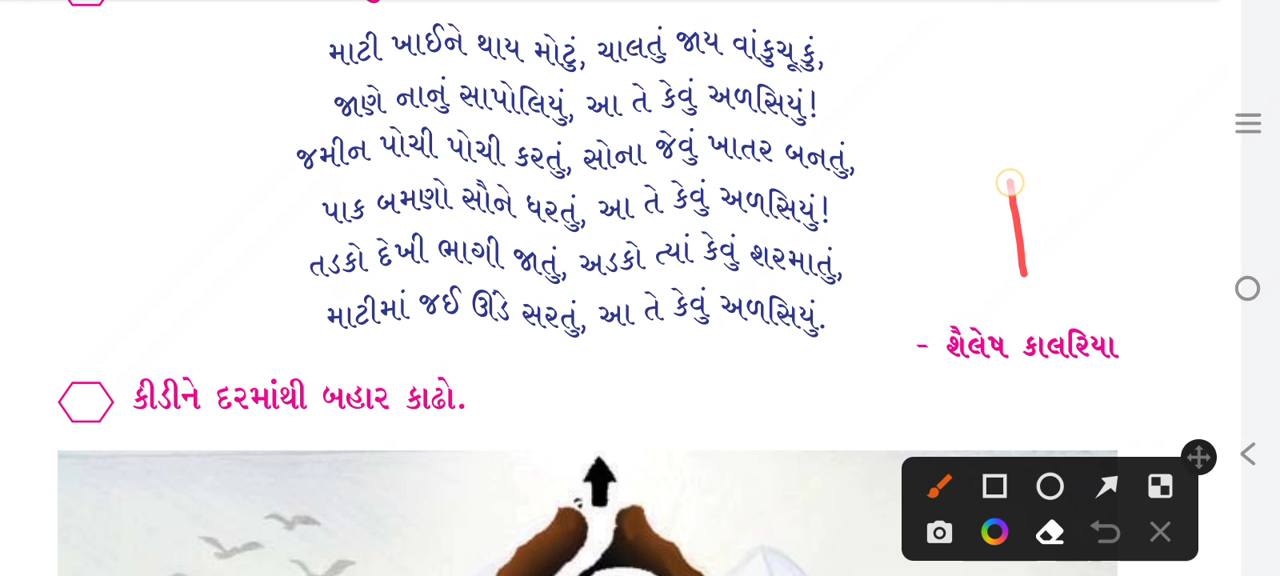 માટી ખાઈને થાય મોટું, ચાલતું જાય વાંકુચૂકું,
જાણે નાનું સાપોલિયું, આ તે કેવું અળસિયું!
જમીન પોચી પોચી કરતું, સોના જેવું ખાતર બનતું,
પાક બમણો સૌને ધરતું, આ તે કેવું અળસિયું!
તડકો દેખી ભાગી જાતું, અડકો ત્યાં કેવું શરમાતું,
માટીમાં જઈ ઊંડે સરતું, આ તે કેવું અળસિયું.
- શૈલેષ કાલરિયા
કીડીને દરમાંથી બહાર કાઢો.